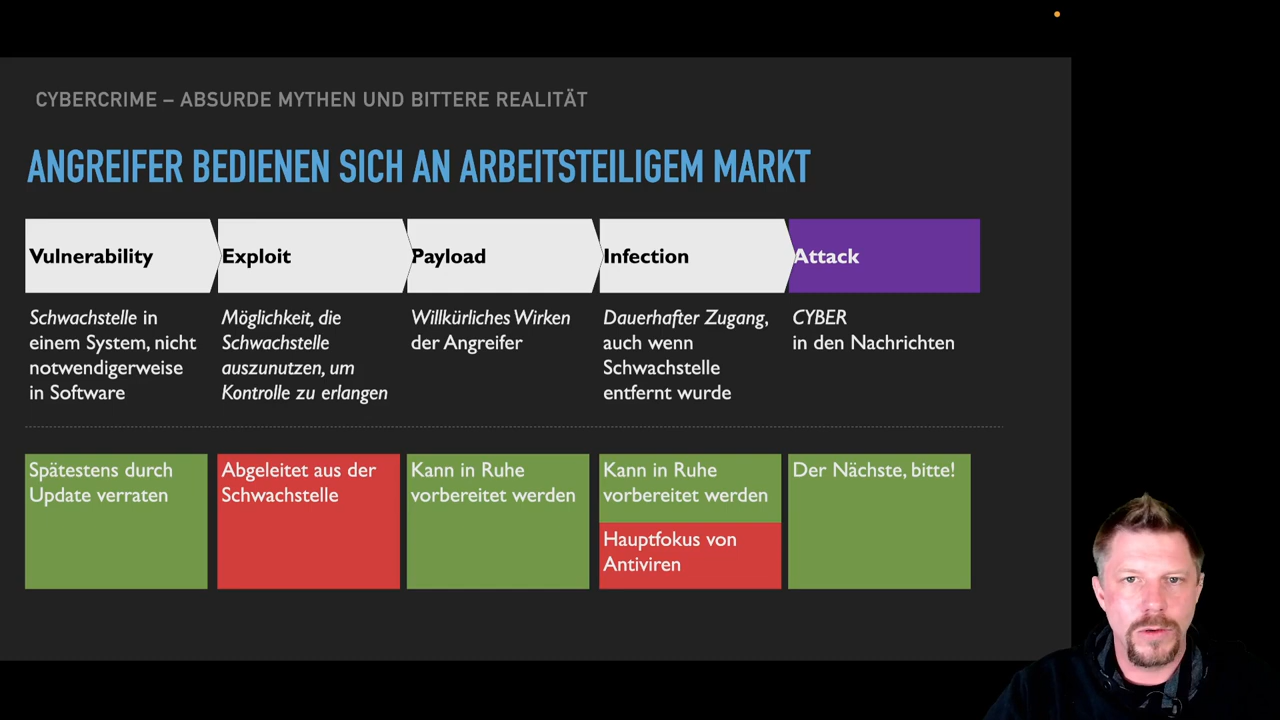 CYBERCRIME – ABSURDE MYTHEN UND BITTERE REALITÄT
ANGREIFER BEDIENEN SICH AN ARBEITSTEILIGEM MARKT
Vulnerability
Exploit
Payload
Infection
Attack
Schwachstelle in
einem System, nicht
notwendigerweise
in Software
Möglichkeit, die
Schwachstelle
auszunutzen, um
Kontrolle zu erlangen
Willkürliches Wirken
der Angreifer
Dauerhafter Zugang,
auch wenn
Schwachstelle
entfernt wurde
CYBER
in den Nachrichten
Spätestens durch
Update verraten
Abgeleitet aus der
Schwachstelle
Kann in Ruhe
vorbereitet werden
Kann in Ruhe
vorbereitet werden
Hauptfokus von
Antiviren
Der Nächste, bitte!